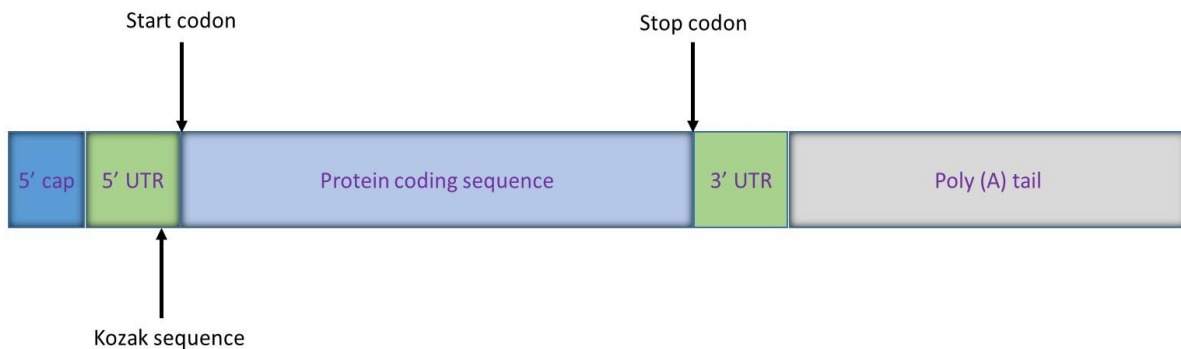 Start codon
Stop codon
5’ cap
5’ UTR
Protein coding sequence
3’ UTR
Poly (A) tail
Kozak sequence